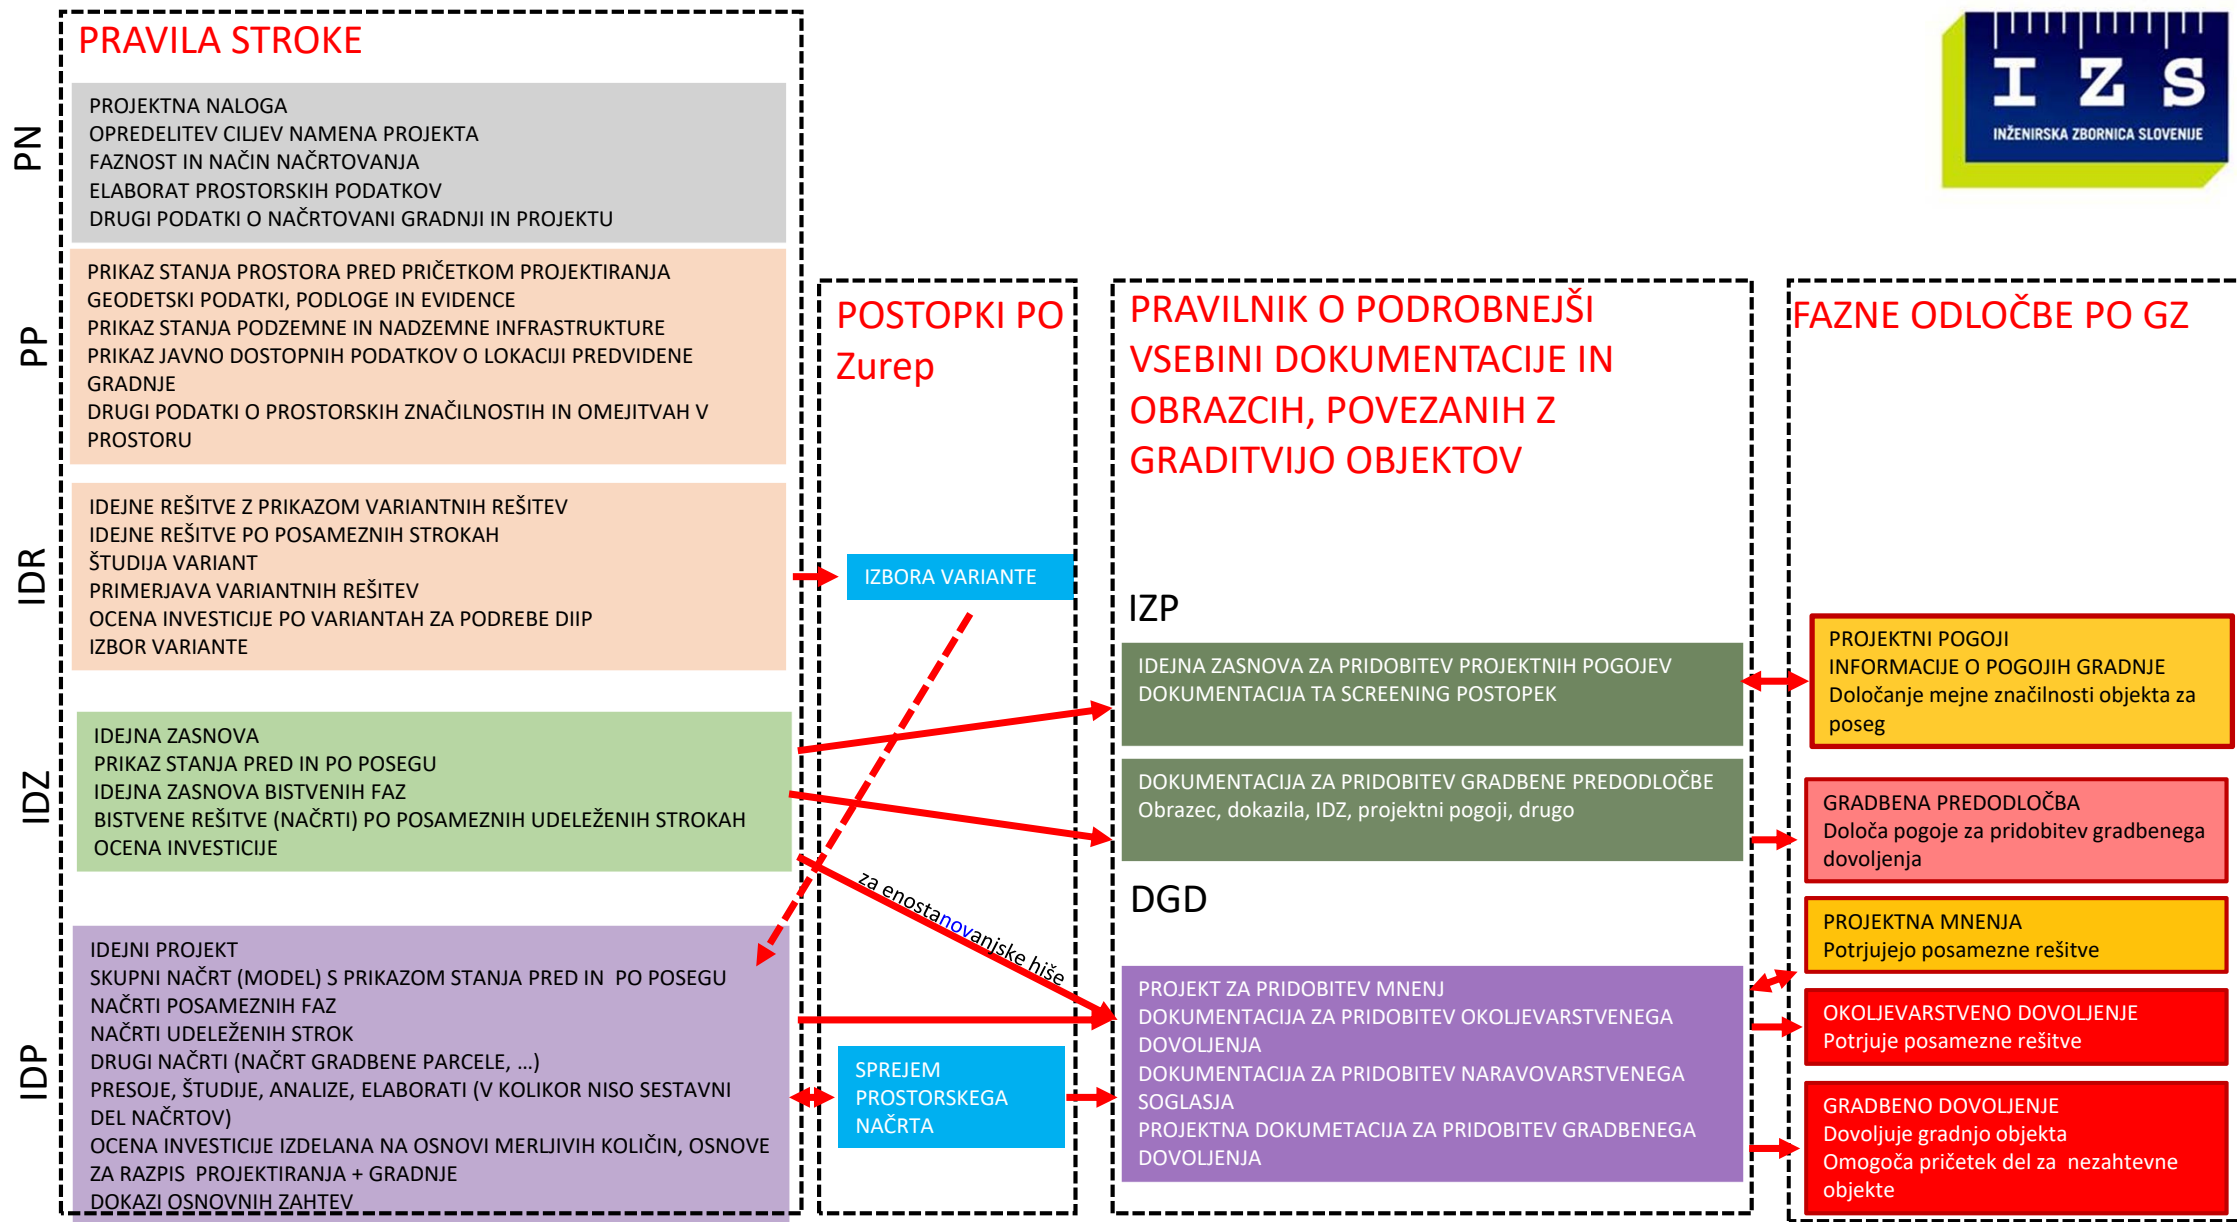 PRAVILA STROKE
PN
PROJEKTNA NALOGA
OPREDELITEV CILJEV NAMENA PROJEKTA
FAZNOST IN NAČIN NAČRTOVANJA
ELABORAT PROSTORSKIH PODATKOV
DRUGI PODATKI O NAČRTOVANI GRADNJI IN PROJEKTU
PP
PRIKAZ STANJA PROSTORA PRED PRIČETKOM PROJEKTIRANJA
GEODETSKI PODATKI, PODLOGE IN EVIDENCE
PRIKAZ STANJA PODZEMNE IN NADZEMNE INFRASTRUKTURE
PRIKAZ JAVNO DOSTOPNIH PODATKOV O LOKACIJI PREDVIDENE
GRADNJE
DRUGI PODATKI O PROSTORSKIH ZNAČILNOSTIH IN OMEJITVAH V
PROSTORU
IDR
IDEJNE REŠITVE Z PRIKAZOM VARIANTNIH REŠITEV
IDEJNE REŠITVE PO POSAMEZNIH STROKAH
ŠTUDIJA VARIANT
PRIMERJAVA VARIANTNIH REŠITEV
OCENA INVESTICIJE PO VARIANTAH ZA PODREBE DIIP
IZBOR VARIANTE
IDZ
IDEJNA ZASNOVA
PRIKAZ STANJA PRED IN PO POSEGU
IDEJNA ZASNOVA BISTVENIH FAZ
BISTVENE REŠITVE (NAČRTI) PO POSAMEZNIH UDELEŽENIH STROKAH
OCENA INVESTICIJE
IDP
IDEJNI PROJEKT
SKUPNI NAČRT (MODEL) S PRIKAZOM STANJA PRED IN PO POSEGU
NAČRTI POSAMEZNIH FAZ
NAČRTI UDELEŽENIH STROK
DRUGI NAČRTI (NAČRT GRADBENE PARCELE, ...)
PRESOJE, ŠTUDIJE, ANALIZE, ELABORATI (V KOLIKOR NISO SESTAVNI
DEL NAČRTOV)
OCENA INVESTICIJE IZDELANA NA OSNOVI MERLJIVIH KOLIČIN, OSNOVE
ZA RAZPIS PROJEKTIRANJA + GRADNJE
DOKAZI OSNOVNIH ZAHTEV
POSTOPKI PO
Zurep
IZBORA VARIANTE
za enostanovanjske hiše
SPREJEM
PROSTORSKEGA
NAČRTA
PRAVILNIK O PODROBNEJŠI
VSEBINI DOKUMENTACIJE IN
OBRAZCIH, POVEZANIH Z
GRADITVIJO OBJEKTOV
IZP
IDEJNA ZASNOVA ZA PRIDOBITEV PROJEKTNIH POGOJEV
DOKUMENTACIJA TA SCREENING POSTOPEK
DOKUMENTACIJA ZA PRIDOBITEV GRADBENE PREDODLOČBE
Obrazec, dokazila, IDZ, projektni pogoji, drugo
DGD
PROJEKT ZA PRIDOBITEV MNENJ
DOKUMENTACIJA ZA PRIDOBITEV OKOLJEVARSTVENEGA
DOVOLJENJA
DOKUMENTACIJA ZA PRIDOBITEV NARAVOVARSTVENEGA
SOGLASJA
PROJEKTNA DOKUMETACIJA ZA PRIDOBITEV GRADBENEGA
DOVOLJENJA
IZS
INŽENIRSKA ZBORNICA SLOVENIJE
FAZNE ODLOČBE PO GZ
PROJEKTNI POGOJI
INFORMACIJE O POGOJIH GRADNJE
Določanje mejne značilnosti objekta za
poseg
GRADBENA PREDODLOČBA
Določa pogoje za pridobitev gradbenega
dovoljenja
PROJEKTNA MNENJA
Potrjujejo posamezne rešitve
OKOLJEVARSTVENO DOVOLJENJE
Potrjuje posamezne rešitve
GRADBENO DOVOLJENJE
Dovoljuje gradnjo objekta
Omogoča pričetek del za nezahtevne
objekte